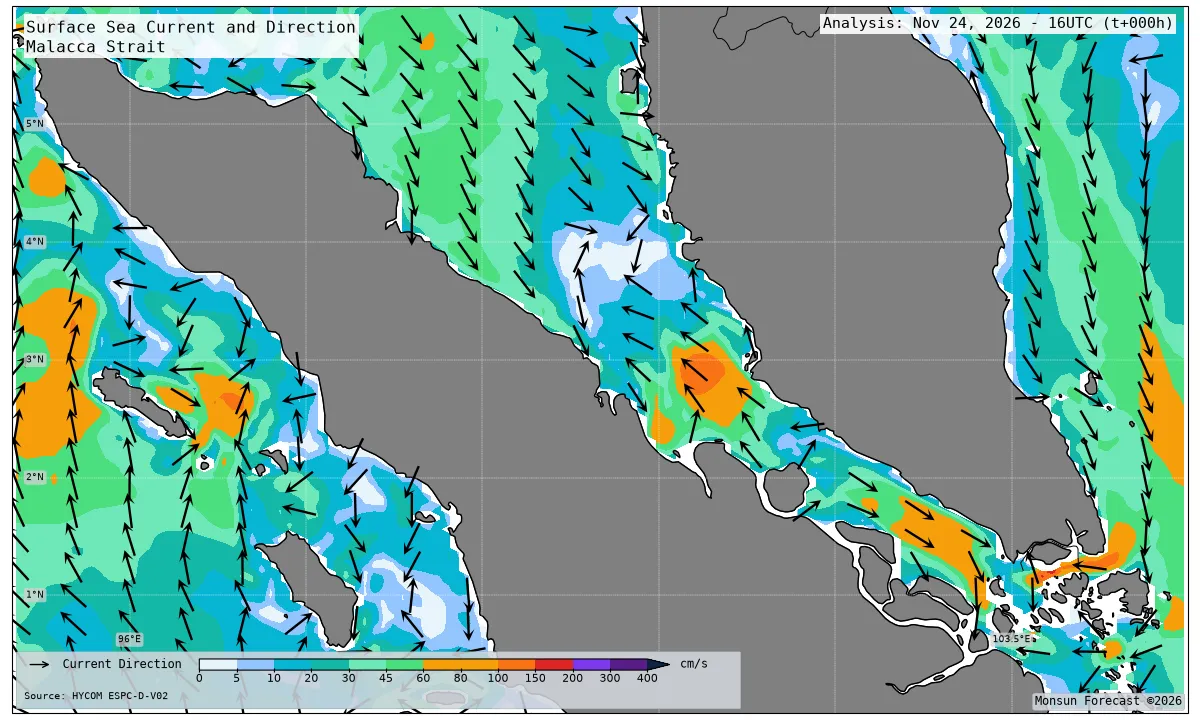 Surface Sea Current and Direction
Malacca Strait
Analysis: Nov 24, 2026 - 16UTC (t+000h)
5°N
4°N
3°N
2°N
1°N
96°E
103.5°E
Current Direction
0 5 10 20 30 45 60 80 100 150 200 300 400
cm/s
Source: HYCOM ESPC-D-V02
Monsun Forecast ©2026